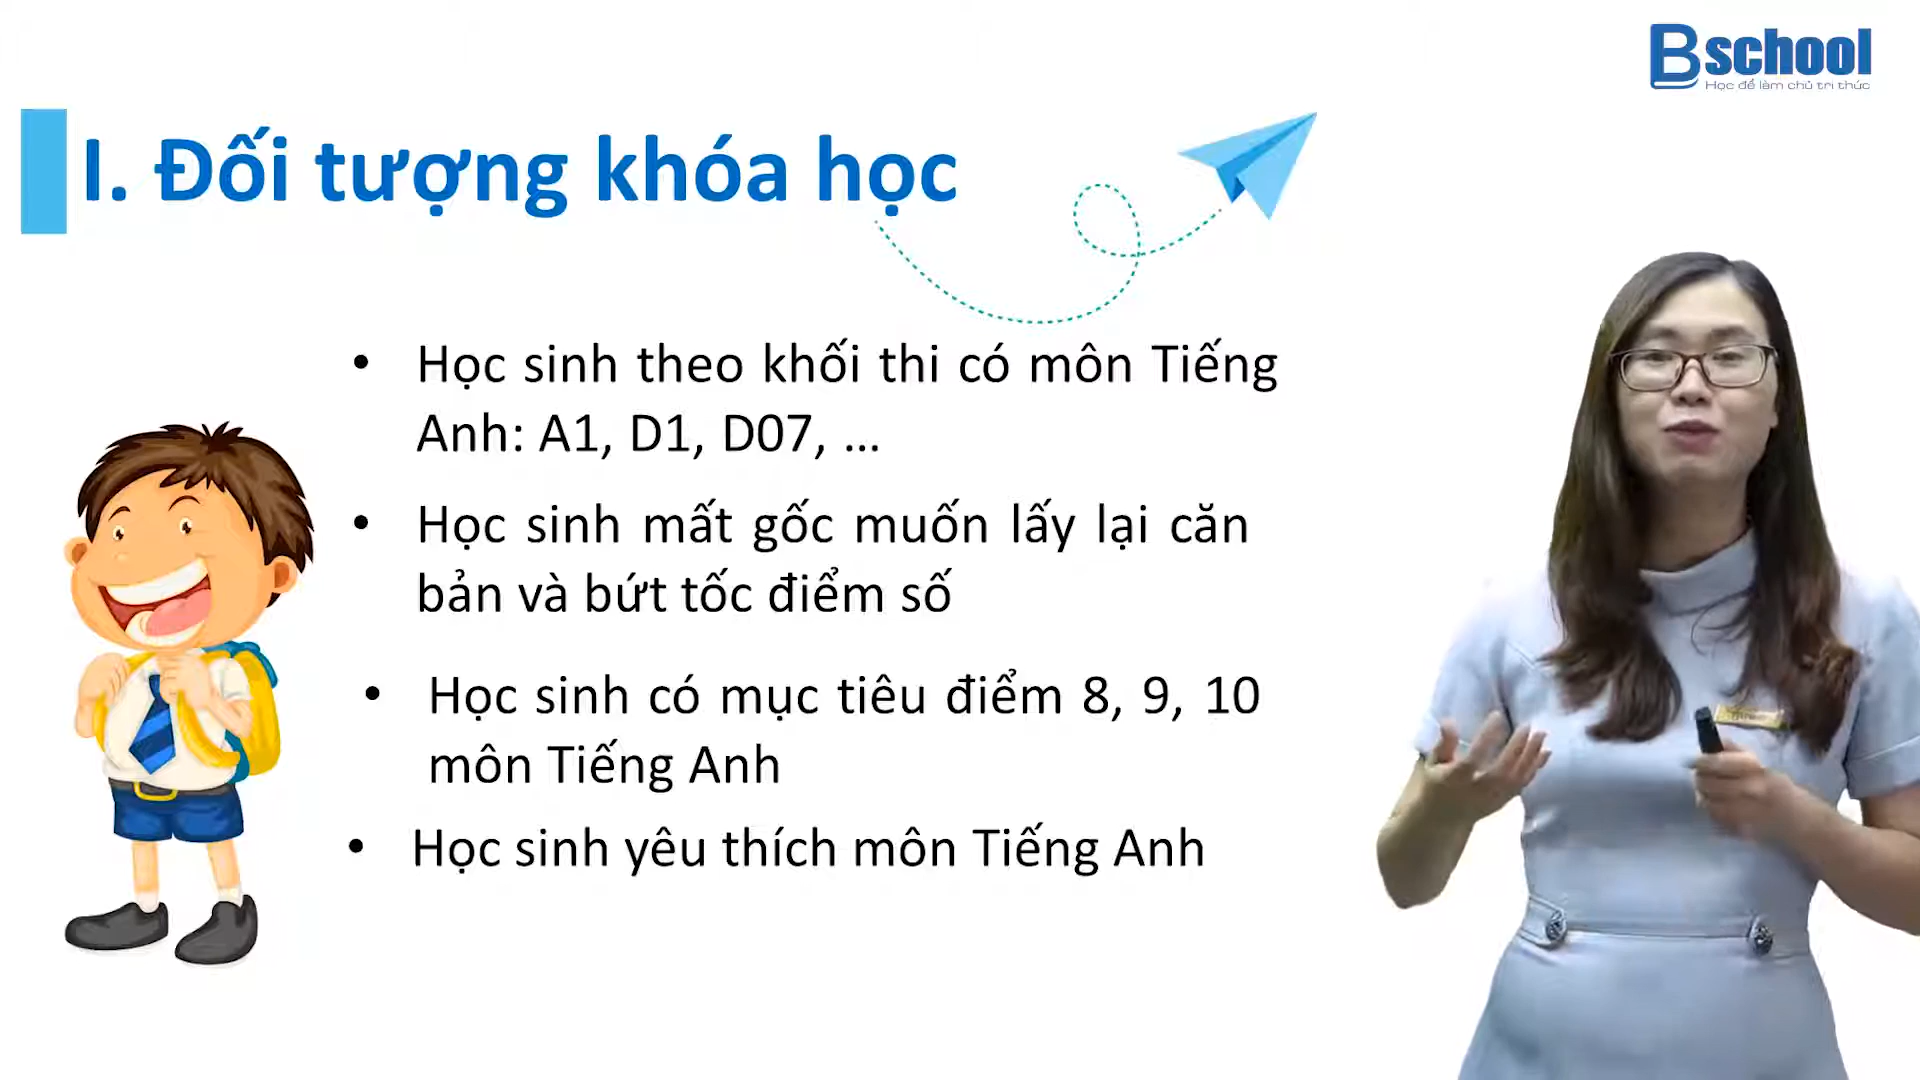 Bschool
Học để làm chủ tri thức
I. Đối tượng khóa học
• Học sinh theo khối thi có môn Tiếng
Anh: A1, D1, D07, ...
• Học sinh mất gốc muốn lấy lại căn
bản và bứt tốc điểm số
• Học sinh có mục tiêu điểm 8, 9, 10
môn Tiếng Anh
• Học sinh yêu thích môn Tiếng Anh